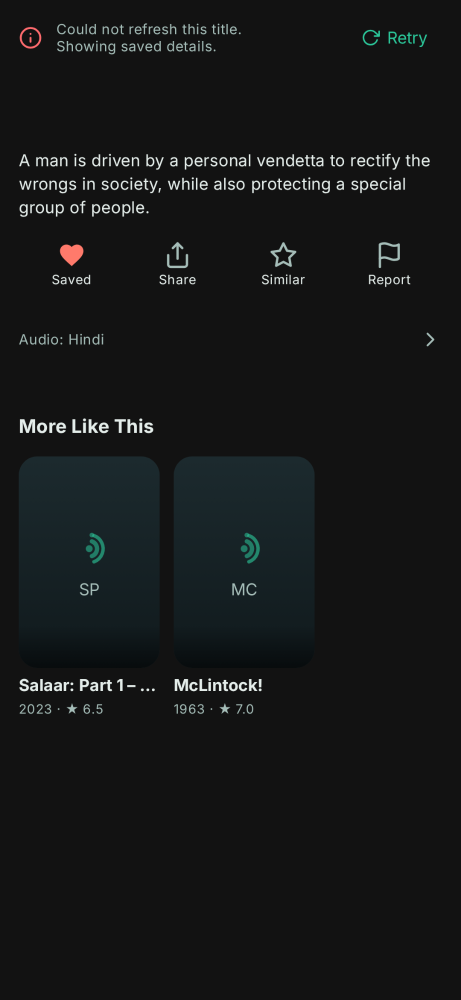 Could not refresh this title.
Showing saved details.
Retry
A man is driven by a personal vendetta to rectify the
wrongs in society, while also protecting a special
group of people.
Saved
Share
Similar
Report
Audio: Hindi
More Like This
SP
MC
Salaar: Part 1 – ...
McLintock!
2023 · ★ 6.5
1963 · ★ 7.0